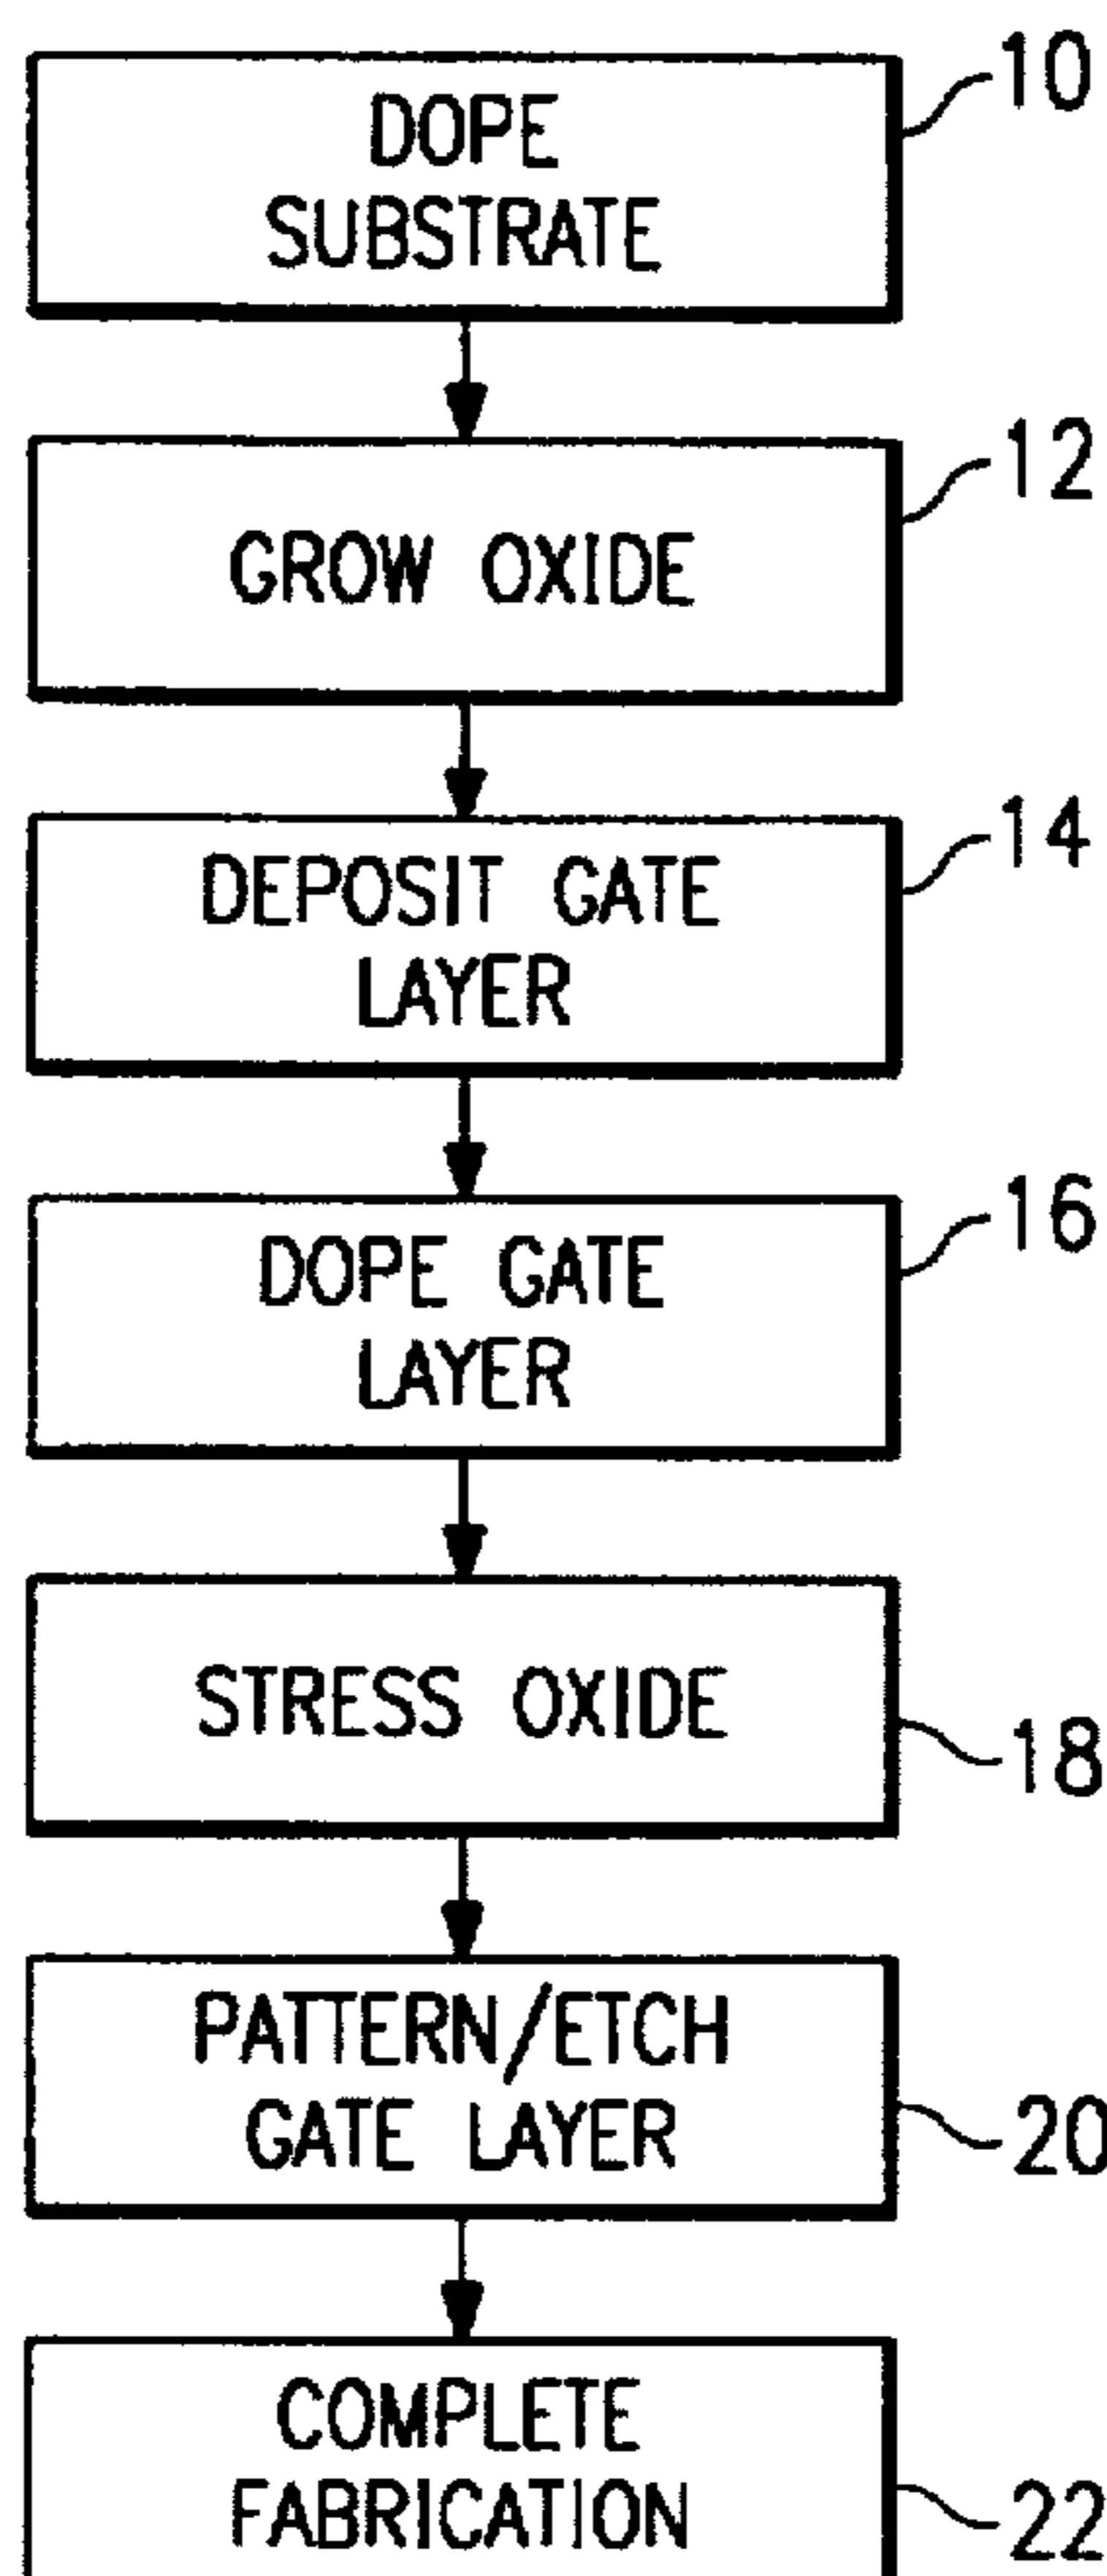 DOPE
SUBSTRATE
10
GROW OXIDE
12
DEPOSIT GATE
LAYER
14
DOPE GATE
LAYER
16
STRESS OXIDE
18
PATTERN/ETCH
GATE LAYER
20
COMPLETE
FABRICATION
22